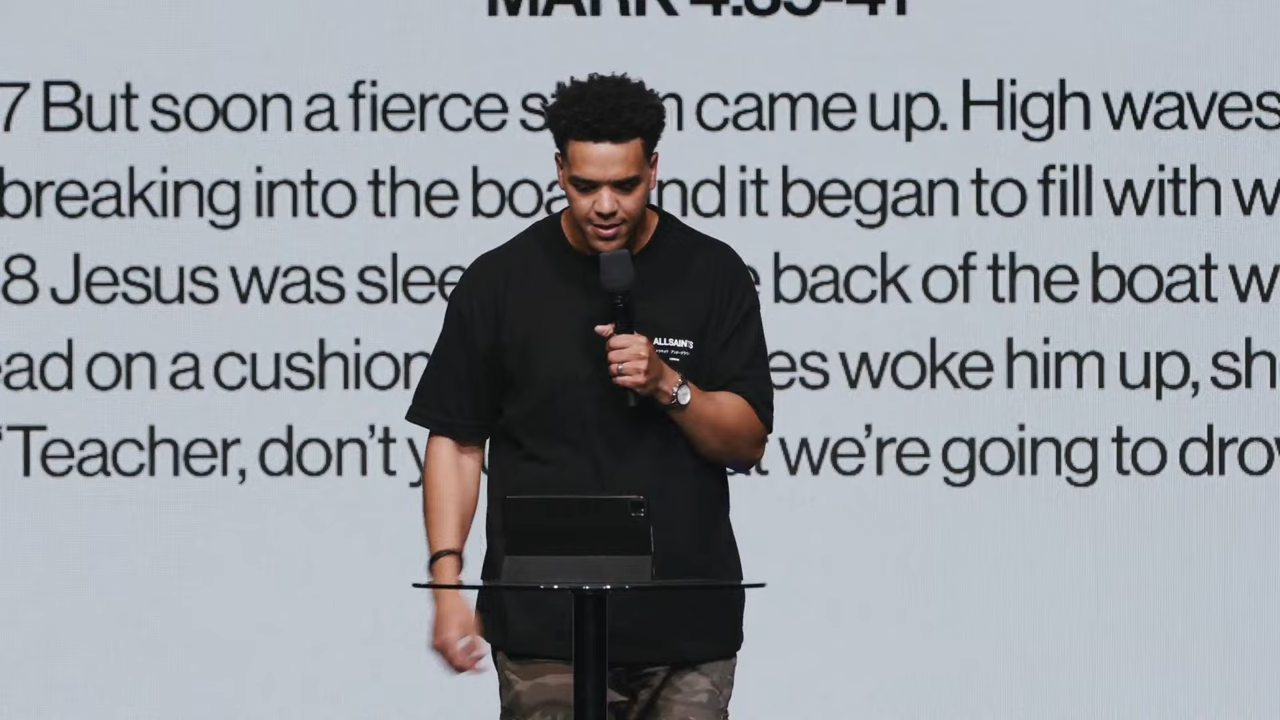 MARK 4:35-41
7 But soon a fierce s n came up. High waves
breaking into the boa nd it began to fill with w
8 Jesus was slee e back of the boat w
ead on a cushion es woke him up, sh
“Teacher, don’t y t we’re going to drow
ALLSAINTS